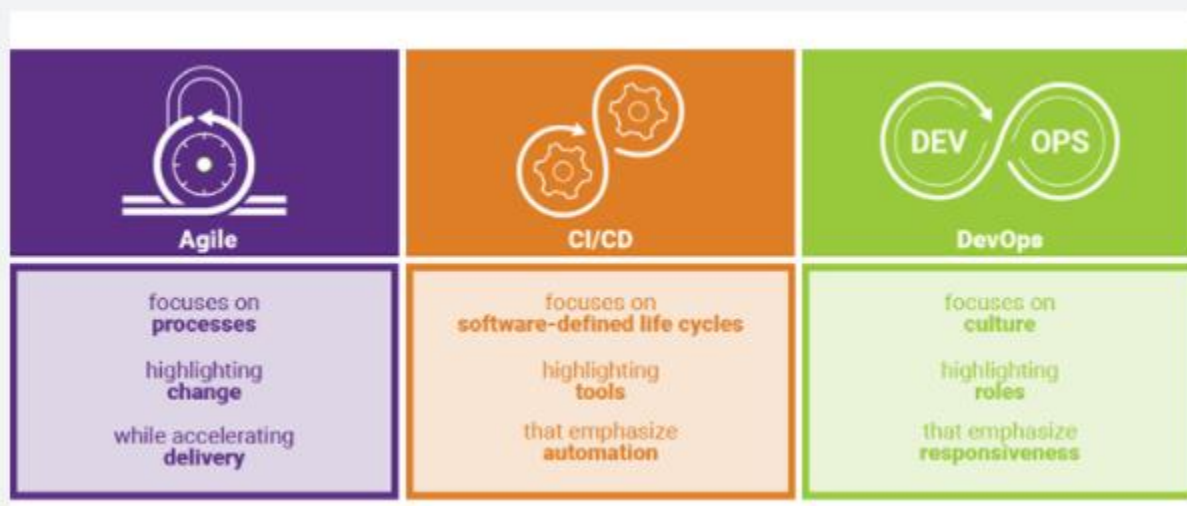 DEV OPS
Agile
CI/CD
DevOps
focuses on
processes
highlighting
change
while accelerating
delivery
focuses on
software-defined life cycles
highlighting
tools
that emphasize
automation
focuses on
culture
highlighting
roles
that emphasize
responsiveness